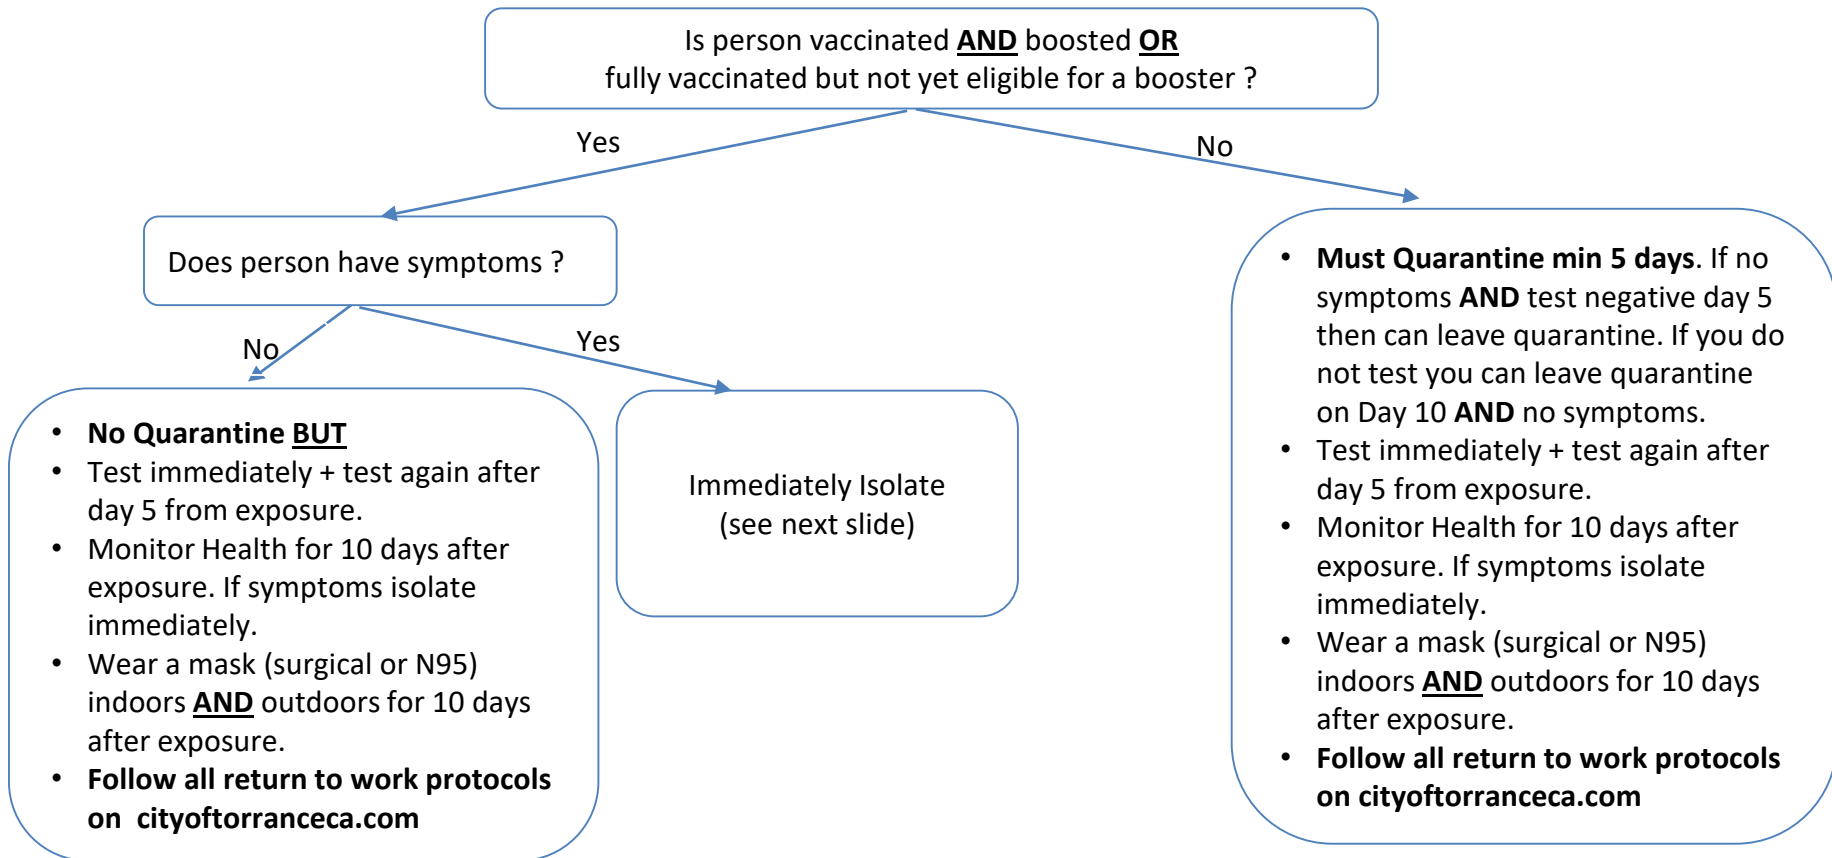 Is person vaccinated AND boosted OR
fully vaccinated but not yet eligible for a booster ?
Yes
No
Does person have symptoms ?
No
Yes
• No Quarantine BUT
• Test immediately + test again after
day 5 from exposure.
• Monitor Health for 10 days after
exposure. If symptoms isolate
immediately.
• Wear a mask (surgical or N95)
indoors AND outdoors for 10 days
after exposure.
• Follow all return to work protocols
on cityoftorranceca.com
Immediately Isolate
(see next slide)
• Must Quarantine min 5 days. If no
symptoms AND test negative day 5
then can leave quarantine. If you do
not test you can leave quarantine
on Day 10 AND no symptoms.
• Test immediately + test again after
day 5 from exposure.
• Monitor Health for 10 days after
exposure. If symptoms isolate
immediately.
• Wear a mask (surgical or N95)
indoors AND outdoors for 10 days
after exposure.
• Follow all return to work protocols
on cityoftorranceca.com